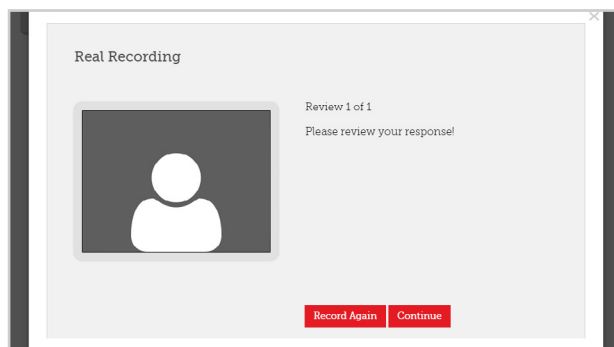 Real Recording
Review 1 of 1
Please review your response!
Record Again
Continue